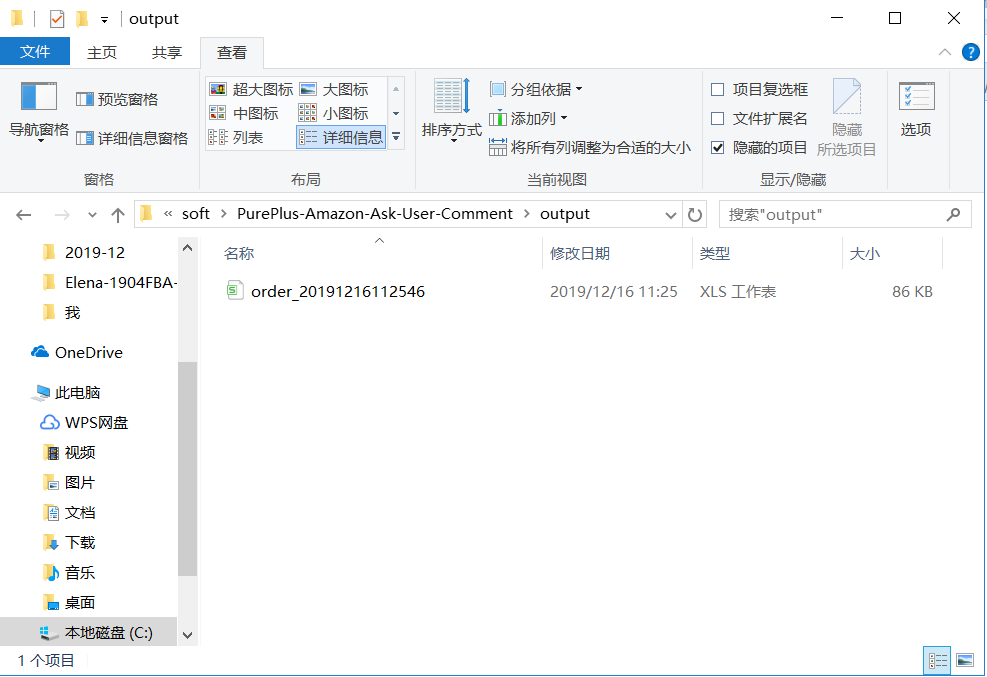 output
文件 主页 共享 查看
导航窗格
预览窗格
详细信息窗格
窗格
超大图标 大图标
中图标 小图标
列表 详细信息
布局
排序方式
分组依据
添加列
将所有列调整为合适的大小
当前视图
项目复选框
文件扩展名
隐藏的项目
隐藏
所选项目
显示/隐藏
选项
« soft > PurePlus-Amazon-Ask-User-Comment > output
搜索"output"
名称 修改日期 类型 大小
order_20191216112546 2019/12/16 11:25 XLS 工作表 86 KB
2019-12
Elena-1904FBA-
我
OneDrive
此电脑
WPS网盘
视频
图片
文档
下载
音乐
桌面
本地磁盘 (C:)
1 个项目